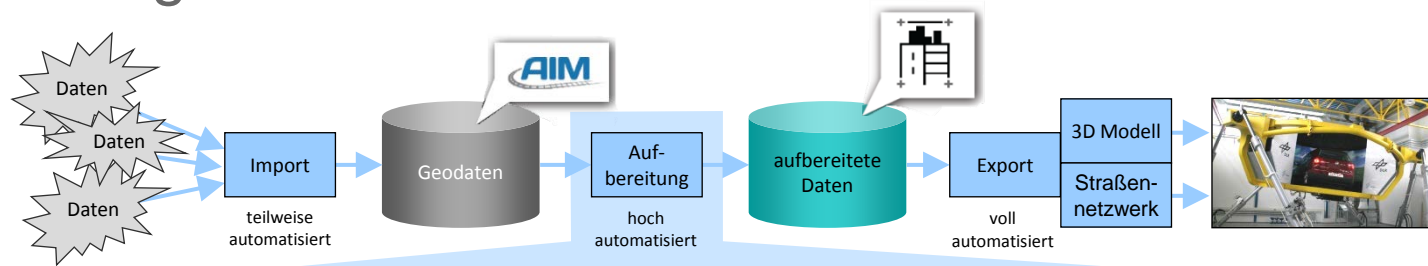 Daten
Daten
Daten
Import
teilweise
automatisiert
AIM
Geodaten
Auf-
bereitung
hoch
automatisiert
aufbereitete
Daten
Export
voll
automatisiert
3D Modell
Straßen-
netzwerk